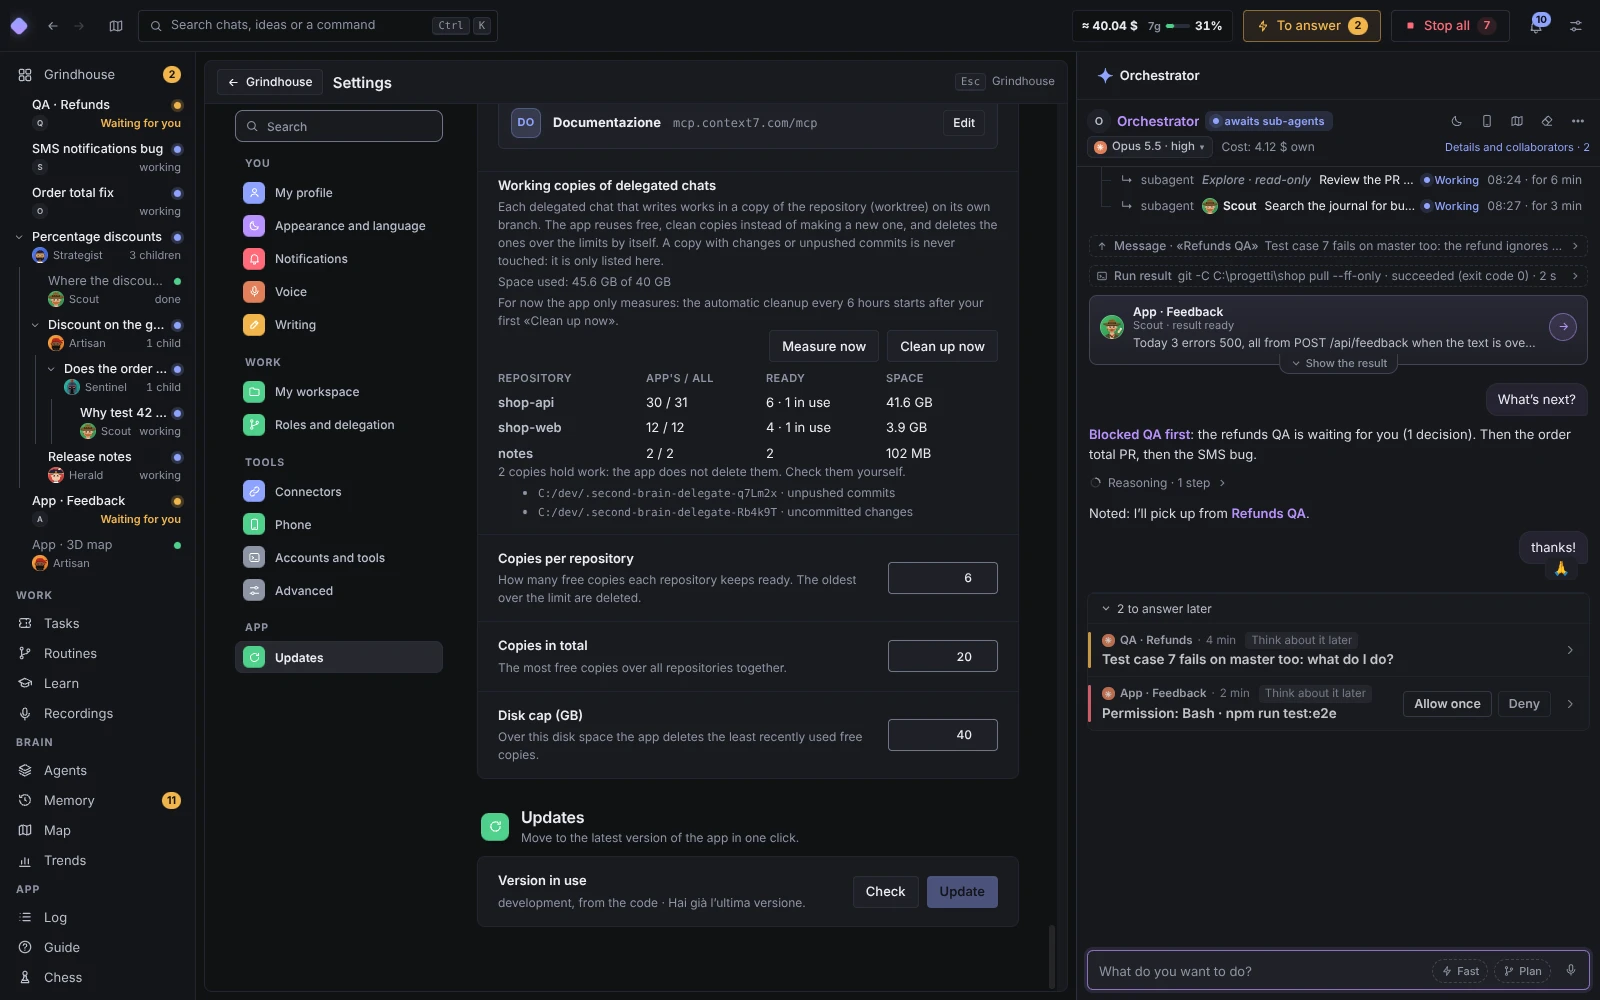 Search chats, ideas or a command
Ctrl K
≈ 40.04 $ 7g 31%
To answer 2
Stop all 7
10
Grindhouse 2
QA · Refunds
Q Waiting for you
SMS notifications bug
S working
Order total fix
O working
Percentage discounts
Strategist 3 children
Where the discou...
Scout done
Discount on the g...
Artisan 1 child
Does the order ...
Sentinel 1 child
Why test 42 ...
Scout working
Release notes
Herald working
App · Feedback
A Waiting for you
App · 3D map
Artisan
WORK
Tasks
Routines
Learn
Recordings
BRAIN
Agents
Memory 11
Map
Trends
APP
Log
Guide
Chess
Grindhouse
Settings
Esc Grindhouse
Search
YOU
My profile
Appearance and language
Notifications
Voice
Writing
WORK
My workspace
Roles and delegation
TOOLS
Connectors
Phone
Accounts and tools
Advanced
APP
Updates
DO Documentazione mcp.context7.com/mcp Edit
Working copies of delegated chats
Each delegated chat that writes works in a copy of the repository (worktree) on its own
branch. The app reuses free, clean copies instead of making a new one, and deletes the
ones over the limits by itself. A copy with changes or unpushed commits is never
touched: it is only listed here.
Space used: 45.6 GB of 40 GB
For now the app only measures: the automatic cleanup every 6 hours starts after your
first «Clean up now».
Measure now Clean up now
REPOSITORY APP'S / ALL READY SPACE
shop-api 30 / 31 6 · 1 in use 41.6 GB
shop-web 12 / 12 4 · 1 in use 3.9 GB
notes 2 / 2 2 102 MB
2 copies hold work: the app does not delete them. Check them yourself.
• C:/dev/.second-brain-delegate-q7Lm2x · unpushed commits
• C:/dev/.second-brain-delegate-Rb4k9T · uncommitted changes
Copies per repository
How many free copies each repository keeps ready. The oldest
over the limit are deleted.
6
Copies in total
The most free copies over all repositories together.
20
Disk cap (GB)
Over this disk space the app deletes the least recently used free
copies.
40
Updates
Move to the latest version of the app in one click.
Version in use
development, from the code · Hai già l'ultima versione.
Check Update
Orchestrator
O Orchestrator awaits sub-agents
Opus 5.5 · high Cost: 4.12 $ own
Details and collaborators · 2
subagent Explore · read-only Review the PR ... Working 08:24 · for 6 min
subagent Scout Search the journal for bu... Working 08:27 · for 3 min
Message · «Refunds QA» Test case 7 fails on master too: the refund ignores ...
Run result git -C C:\progetti\shop pull --ff-only · succeeded (exit code 0) · 2 s
App · Feedback
Scout · result ready
Today 3 errors 500, all from POST /api/feedback when the text is ove...
Show the result
What's next?
Blocked QA first: the refunds QA is waiting for you (1 decision). Then the order
total PR, then the SMS bug.
Reasoning · 1 step
Noted: I'll pick up from Refunds QA.
thanks!
🙏
2 to answer later
QA · Refunds · 4 min Think about it later
Test case 7 fails on master too: what do I do?
App · Feedback · 2 min Think about it later
Permission: Bash · npm run test:e2e
Allow once Deny
What do you want to do?
Fast Plan